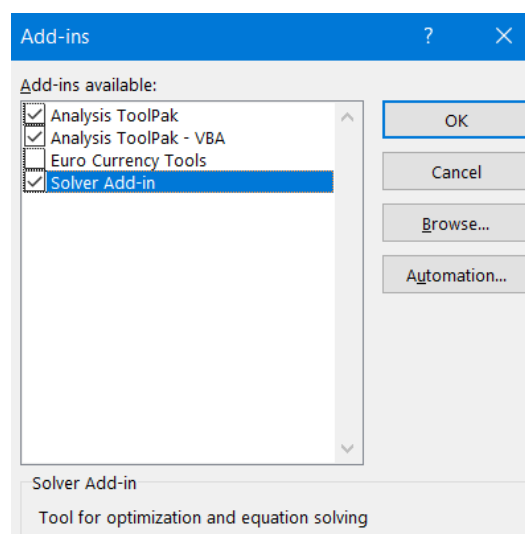 Add-ins ?
Add-ins available:
Analysis ToolPak
Analysis ToolPak - VBA
Euro Currency Tools
Solver Add-in
OK
Cancel
Browse...
Automation...
Solver Add-in
Tool for optimization and equation solving